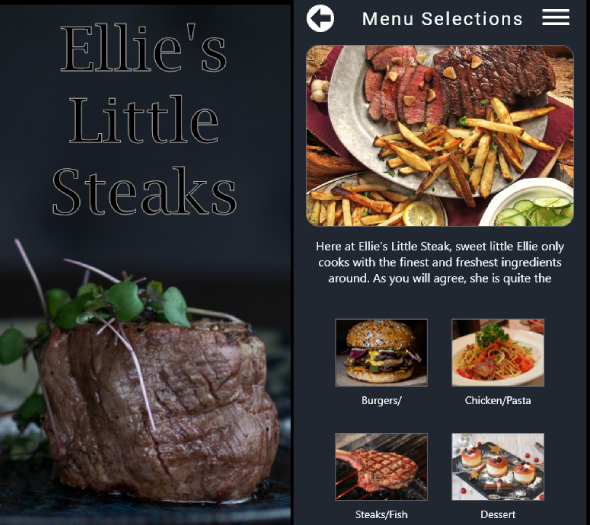 Ellie's
Little
Steaks
Menu Selections
Here at Ellie's Little Steak, sweet little Ellie only
cooks with the finest and freshest ingredients
around. As you will agree, she is quite the
Burgers/
Chicken/Pasta
Steaks/Fish
Dessert